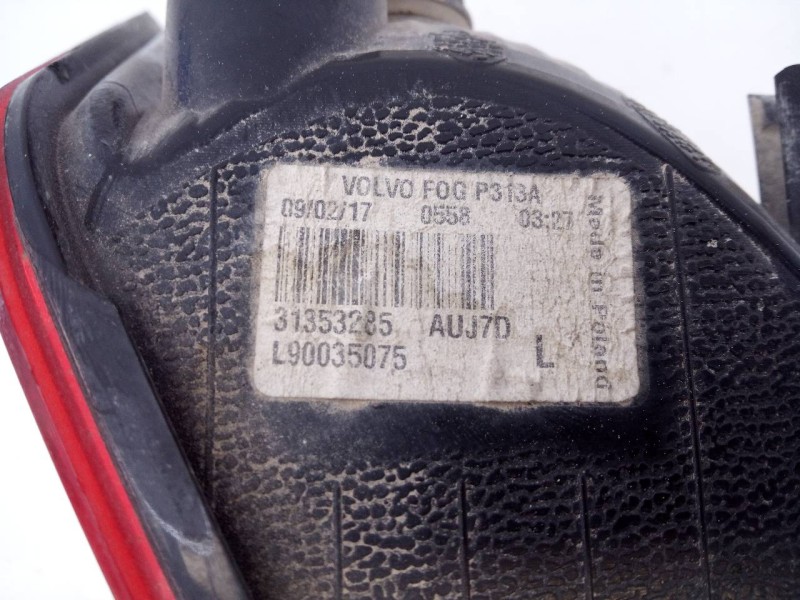 VOLVO FOG P313A
09/02/17 0558 03:27
31353285 AUJ7D
L90035075 L
Made in Poland